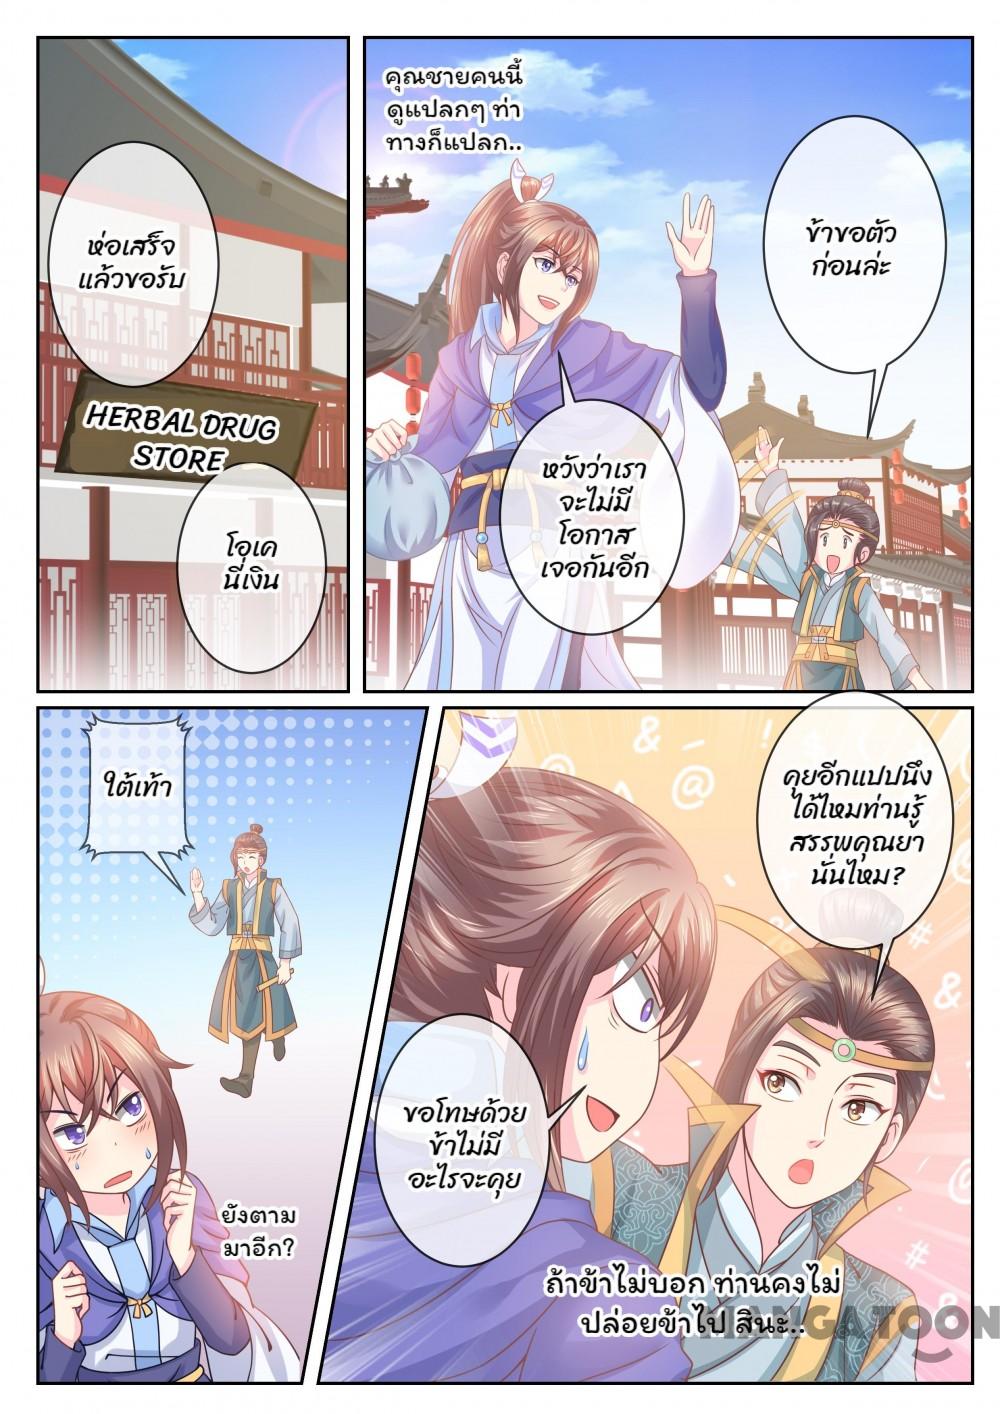 ห่อเสร็จ
แล้วขอรับ
HERBAL DRUG
STORE
โอเค
นี่เงิน
คุณชายคนนี้
ดูแปลกๆ ท่า
ทางก็แปลก..
ข้าขอตัว
ก่อนล่ะ
หวังว่าเรา
จะไม่มี
โอกาส
เจอกันอีก
ใต้เท้า
ยังตาม
มาอีก?
คุยอีกแปปนึง
ได้ไหมท่านรู้
สรรพคุณยา
นั่นไหม?
ขอโทษด้วย
ข้าไม่มี
อะไรจะคุย
ถ้าข้าไม่บอก ท่านคงไม่
ปล่อยข้าไป สินะ..
MANGATOON